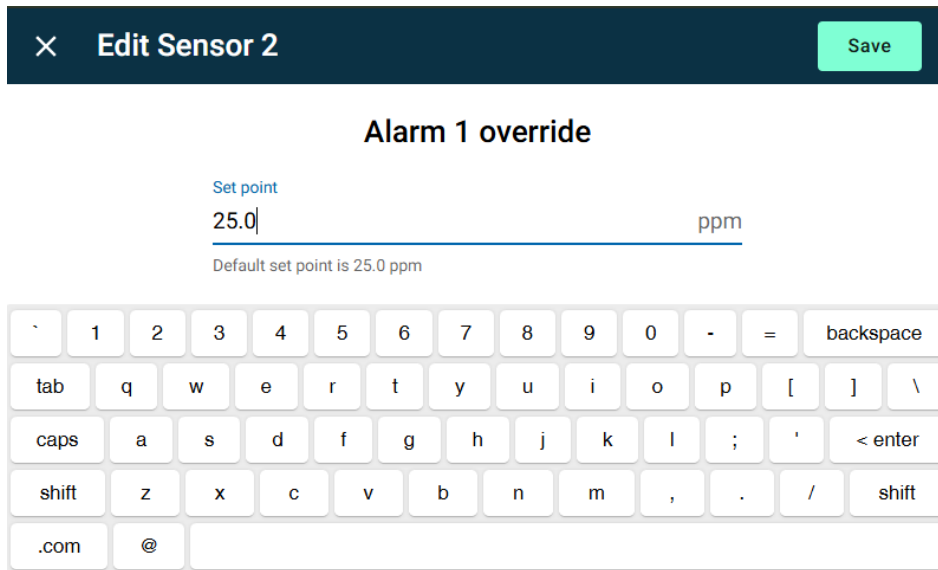 × Edit Sensor 2 Save
Alarm 1 override
Set point
25.0 ppm
Default set point is 25.0 ppm
` 1 2 3 4 5 6 7 8 9 0 - = backspace
tab q w e r t y u i o p [ ] \
caps a s d f g h j k l ; ' < enter
shift z x c v b n m , . / shift
.com @